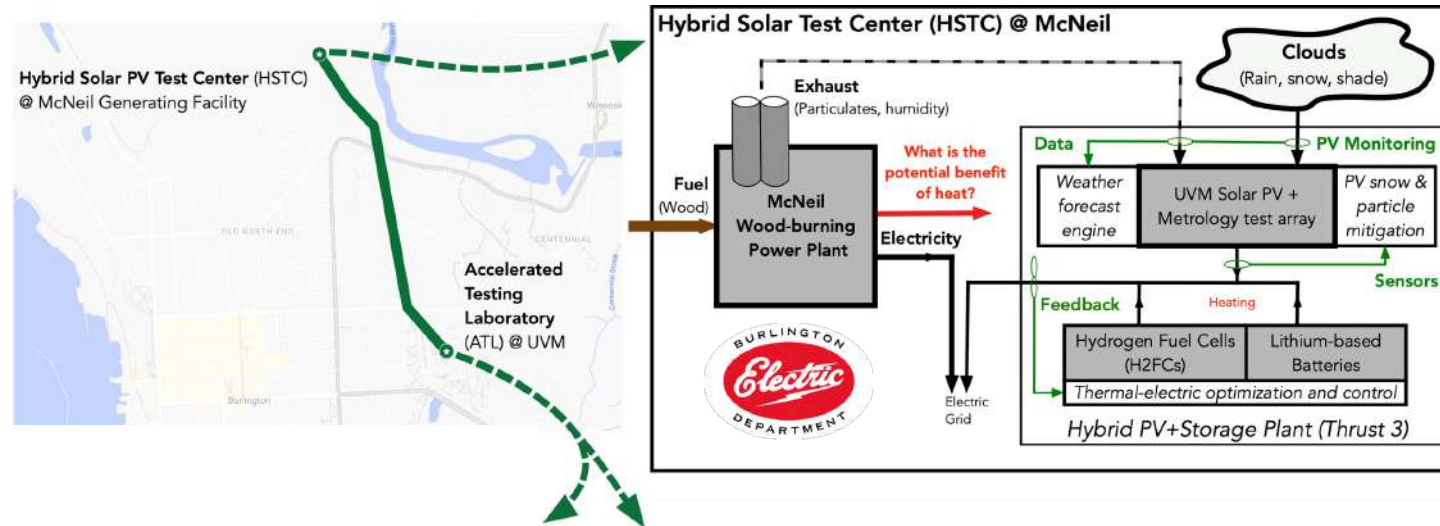 Hybrid Solar PV Test Center (HSTC)
@ McNeil Generating Facility
Winoosk
OLD NORTH END
CENTENNIAL
Accelerated
Testing
Laboratory
(ATL) @ UVM
Burlington
Hybrid Solar Test Center (HSTC) @ McNeil
Clouds
(Rain, snow, shade)
Exhaust
(Particulates, humidity)
What is the
potential benefit
of heat?
Fuel
(Wood)
McNeil
Wood-burning
Power Plant
Electricity
Data
PV Monitoring
Weather
forecast
engine
UVM Solar PV +
Metrology test array
PV snow &
particle
mitigation
Sensors
Feedback
Heating
Hydrogen Fuel Cells
(H2FCs)
Lithium-based
Batteries
Thermal-electric optimization and control
Electric
Grid
Hybrid PV+Storage Plant (Thrust 3)
BURLINGTON
Electric
DEPARTMENT